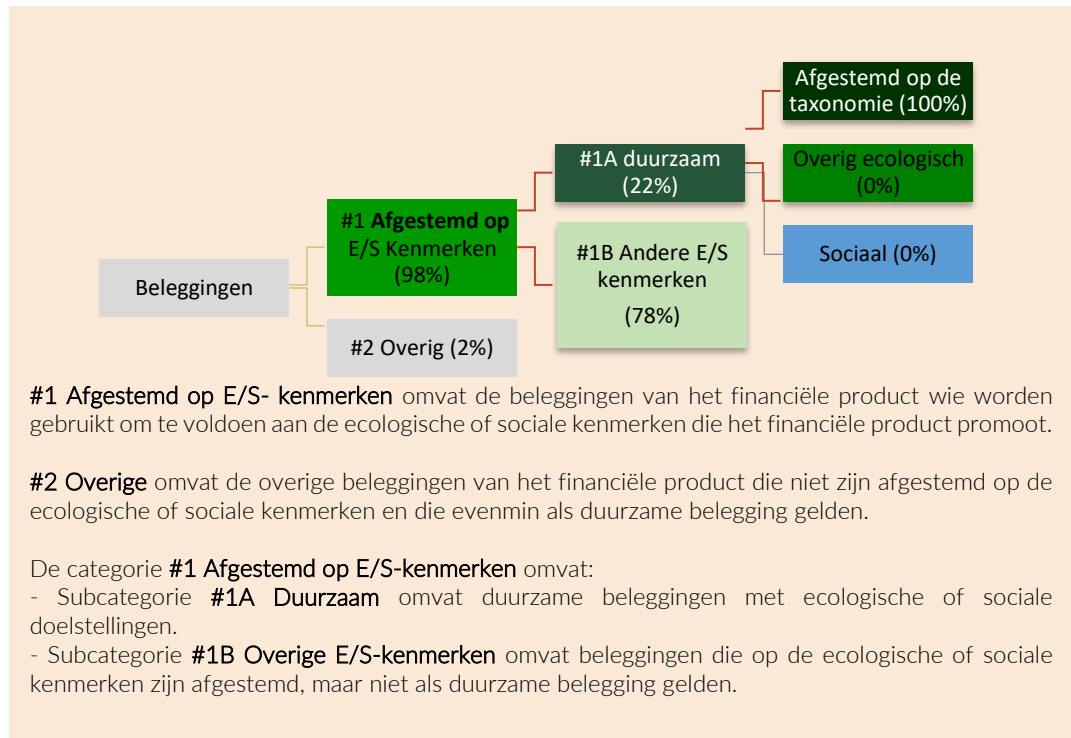 Afgestemd op de
taxonomie (100%)
#1A duurzaam
(22%)
Overig ecologisch
(0%)
#1 Afgestemd op
E/S Kenmerken
(98%)
#1B Andere E/S
kenmerken
(78%)
Sociaal (0%)
Beleggingen
#2 Overig (2%)
#1 Afgestemd op E/S- kenmerken omvat de beleggingen van het financiële product wie worden
gebruikt om te voldoen aan de ecologische of sociale kenmerken die het financiële product promoot.
#2 Overige omvat de overige beleggingen van het financiële product die niet zijn afgestemd op de
ecologische of sociale kenmerken en die evenmin als duurzame belegging gelden.
De categorie #1 Afgestemd op E/S-kenmerken omvat:
- Subcategorie #1A Duurzaam omvat duurzame beleggingen met ecologische of sociale
doelstellingen.
- Subcategorie #1B Overige E/S-kenmerken omvat beleggingen die op de ecologische of sociale
kenmerken zijn afgestemd, maar niet als duurzame belegging gelden.